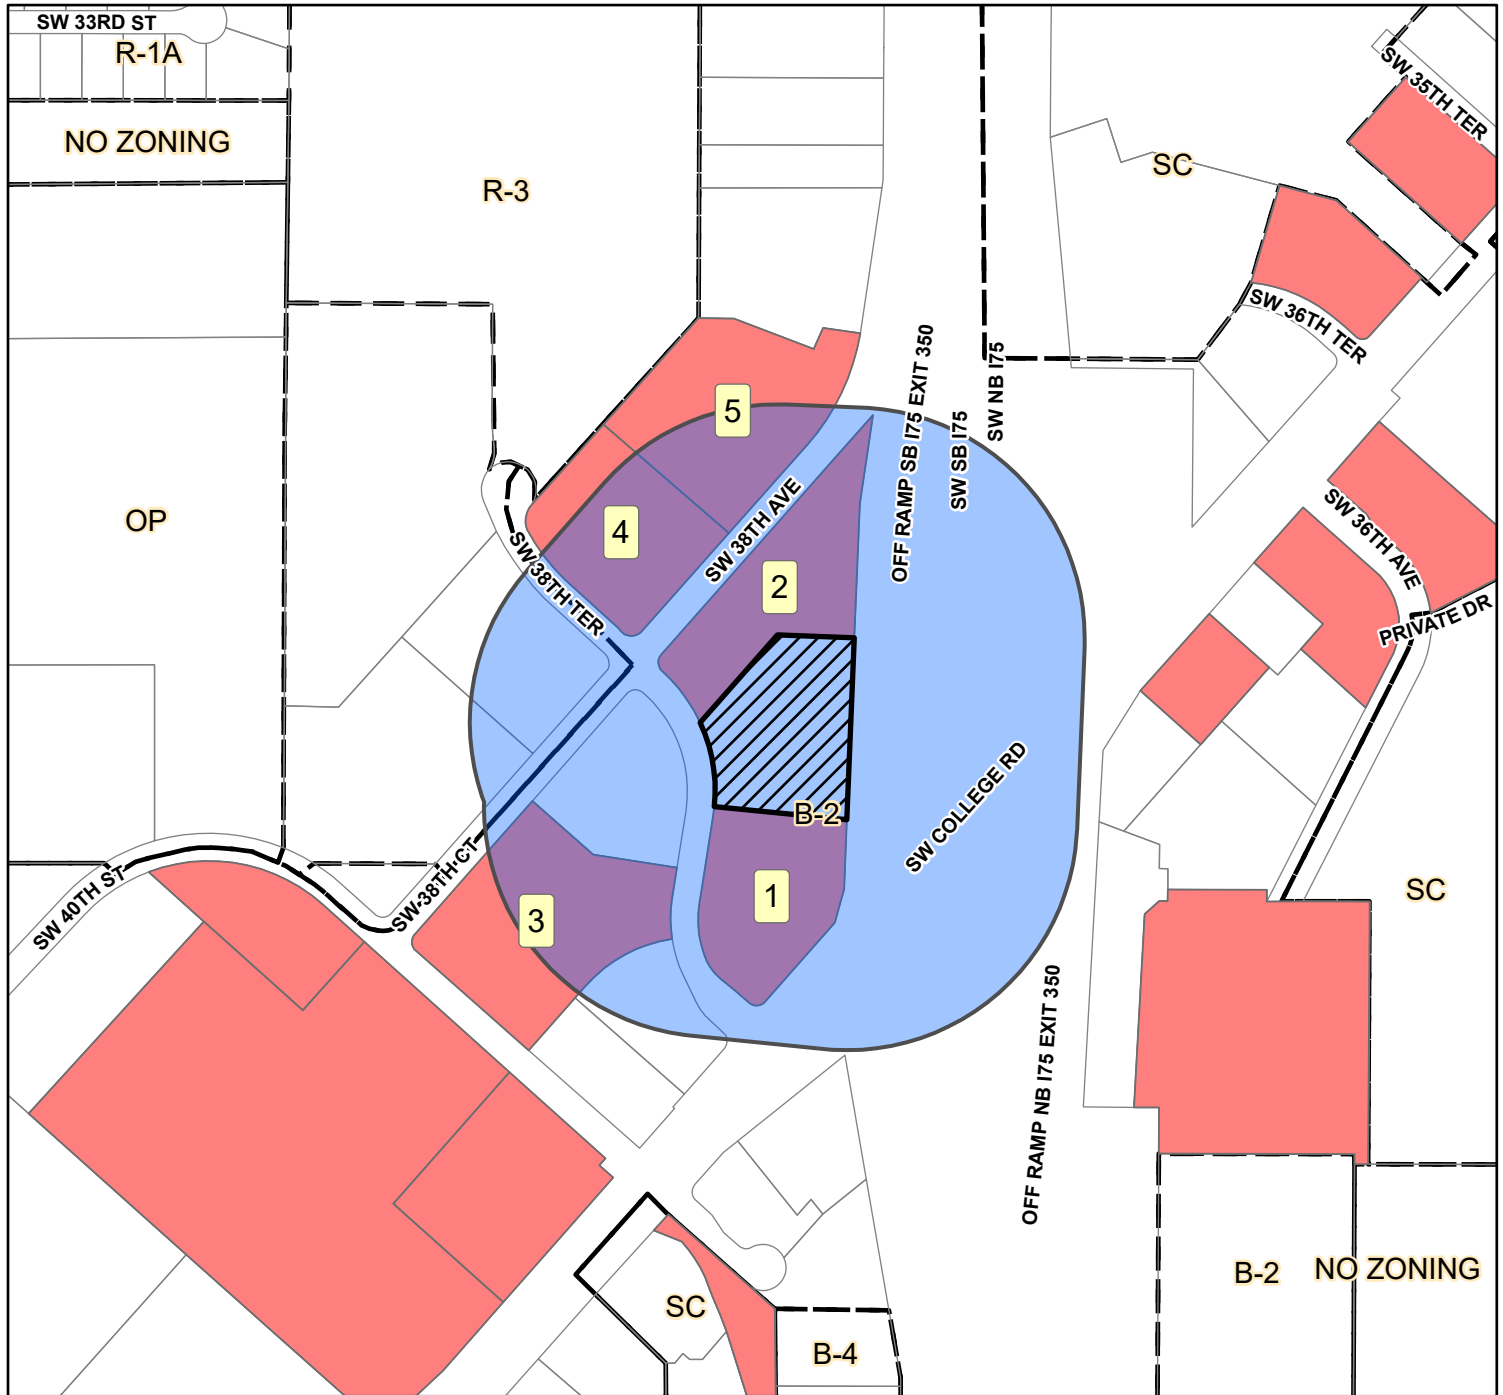 SW 33RD ST
R-1A
NO ZONING
R-3
SC
SW 35TH TER
SW 36TH TER
OFF RAMP SB I75 EXIT 350
SW SB I75
SW NB I75
5
4
SW 38TH AVE
2
SW 38TH TER
OP
SW 36TH AVE
PRIVATE DR
B-2
SW COLLEGE RD
SW 38TH CT
SW 40TH ST
3
1
SC
OFF RAMP NB I75 EXIT 350
B-2
NO ZONING
SC
B-4